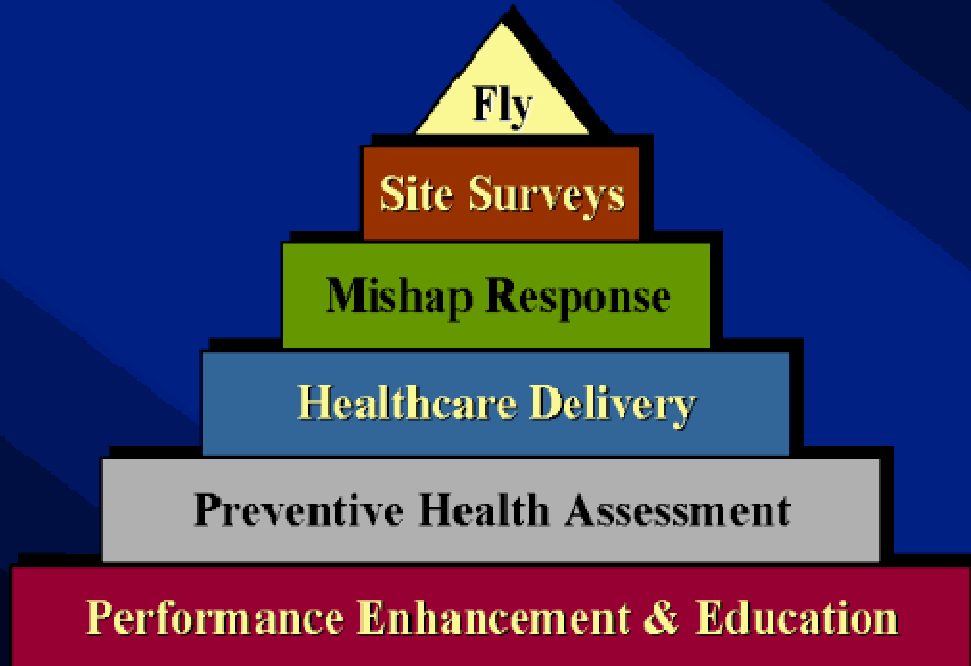 Fly
Site Surveys
Mishap Response
Healthcare Delivery
Preventive Health Assessment
Performance Enhancement & Education